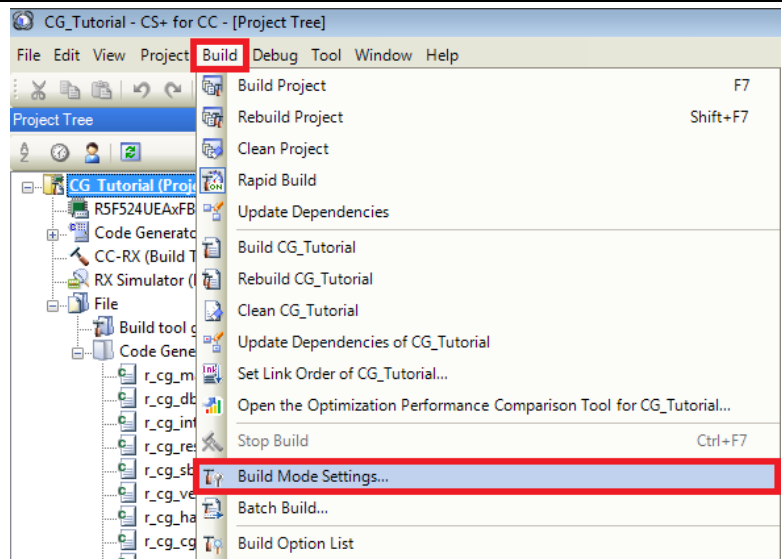 CG_Tutorial - CS+ for CC - [Project Tree]
File Edit View Project Build Debug Tool Window Help
Project Tree
CG_Tutorial (Proje
R5F524UEAxFB
Code Generato
CC-RX (Build T
RX Simulator (
File
Build tool g
Code Gene
r_cg_m
r_cg_db
r_cg_int
r_cg_res
r_cg_sb
r_cg_ve
r_cg_ha
r_cg_cg
Build Project F7
Rebuild Project Shift+F7
Clean Project
ON
Rapid Build
Update Dependencies
Build CG_Tutorial
Rebuild CG_Tutorial
Clean CG_Tutorial
Update Dependencies of CG_Tutorial
Set Link Order of CG_Tutorial...
Open the Optimization Performance Comparison Tool for CG_Tutorial...
Stop Build Ctrl+F7
Build Mode Settings...
Batch Build...
Build Option List